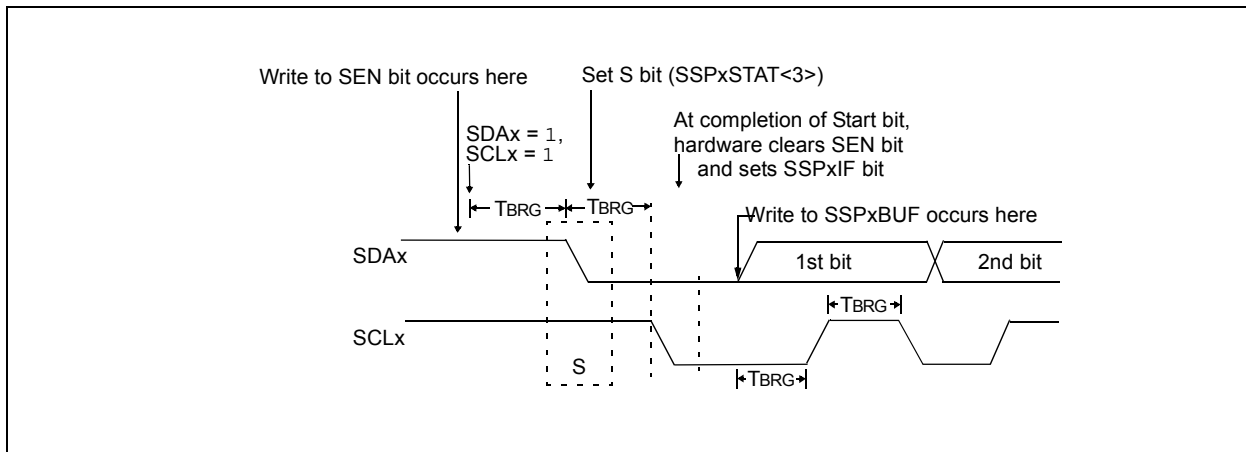 Write to SEN bit occurs here
Set S bit (SSPxSTAT<3>)
SDAx = 1,
SCLx = 1
At completion of Start bit,
hardware clears SEN bit
and sets SSPxIF bit
TBRG
TBRG
Write to SSPxBUF occurs here
SDAx
1st bit
2nd bit
TBRG
SCLx
S
TBRG